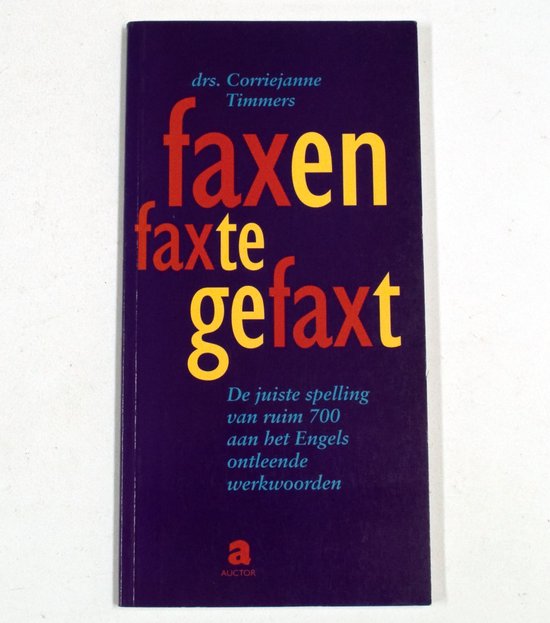 drs. Corriejanne
Timmers
faxen
faxte
gefaxt
De juiste spelling
van ruim 700
aan het Engels
ontleende
werkwoorden
a
AUCTOR